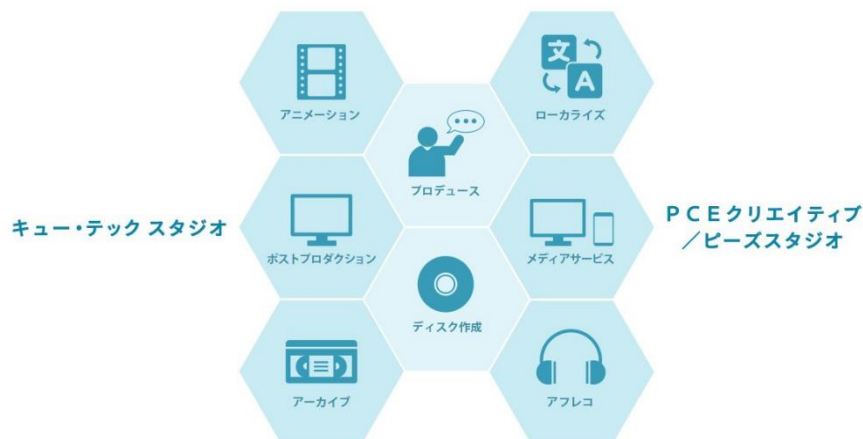 アニメーション
ローカライズ
プロデュース
キュー・テック スタジオ
ポストプロダクション
メディアサービス
PCEクリエイティブ
／ピーズスタジオ
ディスク作成
アーカイブ
アフレコ
文
A